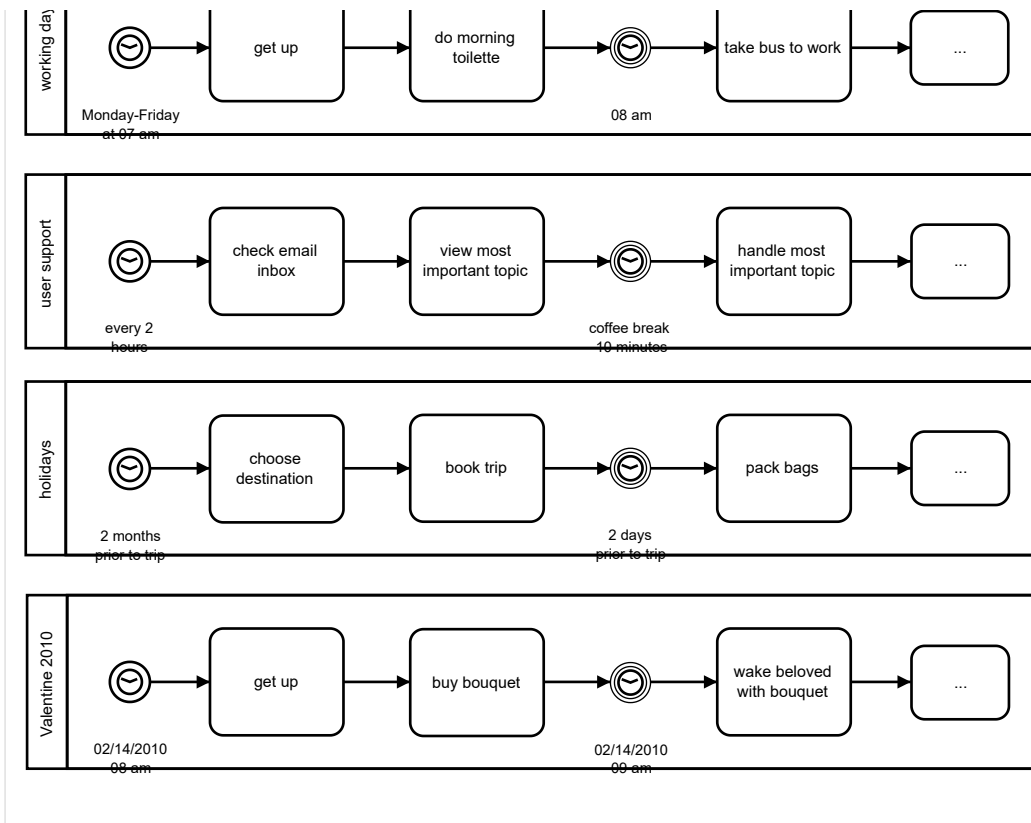 working day
get up
do morning
toilette
take bus to work
...
Monday-Friday
at 07 am
08 am
user support
check email
inbox
view most
important topic
handle most
important topic
...
every 2
hours
coffee break
10 minutes
holidays
choose
destination
book trip
pack bags
...
2 months
prior to trip
2 days
prior to trip
Valentine 2010
get up
buy bouquet
wake beloved
with bouquet
...
02/14/2010
08 am
02/14/2010
09 am